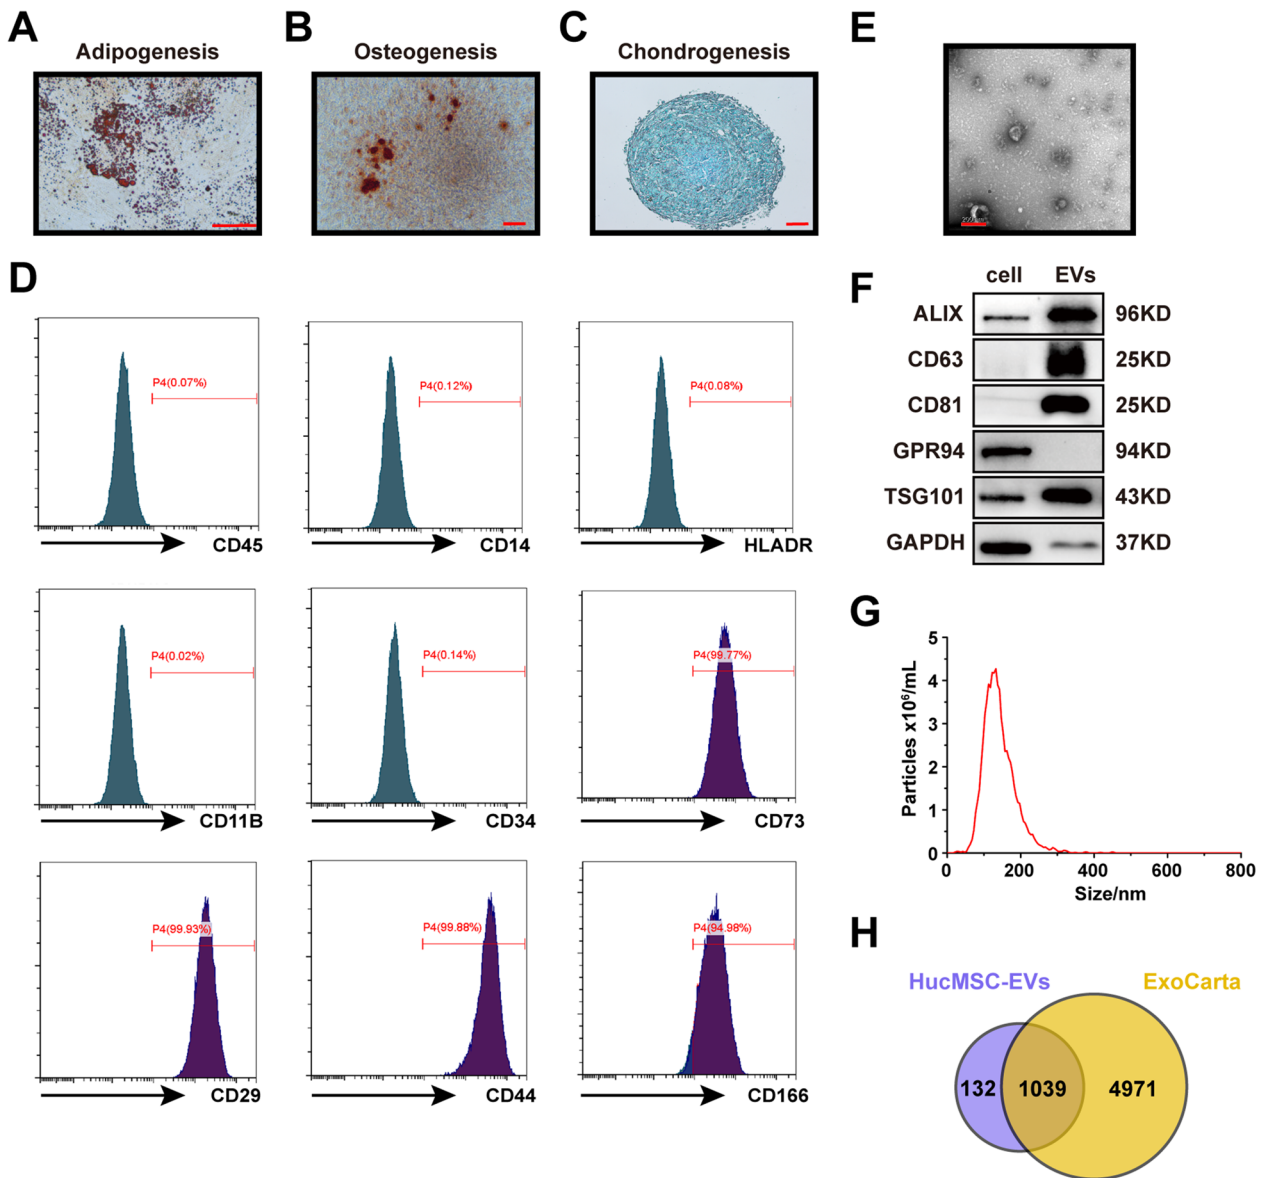 A
Adipogenesis
B
Osteogenesis
C
Chondrogenesis
E
D
P4(0.07%)
CD45
P4(0.12%)
CD14
P4(0.08%)
HLADR
P4(0.02%)
CD11B
P4(0.14%)
CD34
P4(99.77%)
CD73
P4(99.93%)
CD29
P4(99.88%)
CD44
P4(94.98%)
CD166
F
cell EVs
ALIX 96KD
CD63 25KD
CD81 25KD
GPR94 94KD
TSG101 43KD
GAPDH 37KD
G
Particles x10⁶/mL
5
4
3
2
1
0
0 200 400 600 800
Size/nm
H
HucMSC-EVs ExoCarta
132 1039 4971